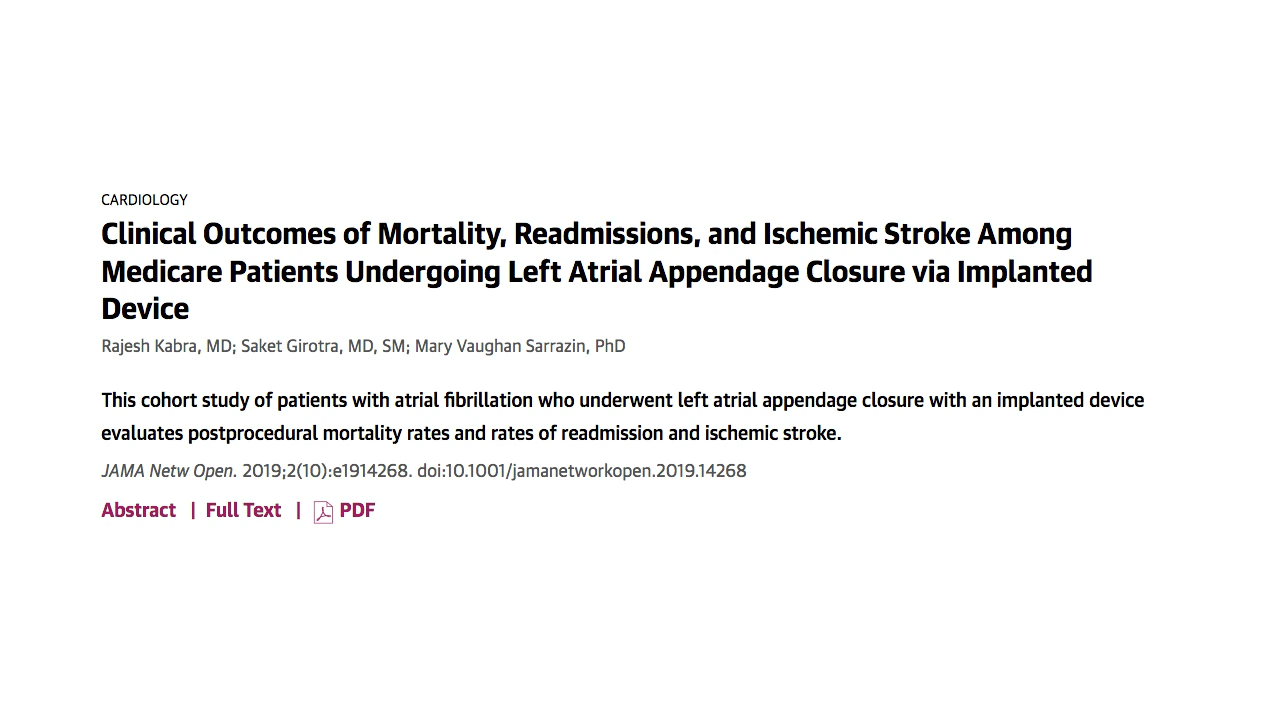 CARDIOLOGY
Clinical Outcomes of Mortality, Readmissions, and Ischemic Stroke Among
Medicare Patients Undergoing Left Atrial Appendage Closure via Implanted
Device
Rajesh Kabra, MD; Saket Girotra, MD, SM; Mary Vaughan Sarrazin, PhD
This cohort study of patients with atrial fibrillation who underwent left atrial appendage closure with an implanted device
evaluates postprocedural mortality rates and rates of readmission and ischemic stroke.
JAMA Netw Open. 2019;2(10):e1914268. doi:10.1001/jamanetworkopen.2019.14268
Abstract | Full Text | PDF